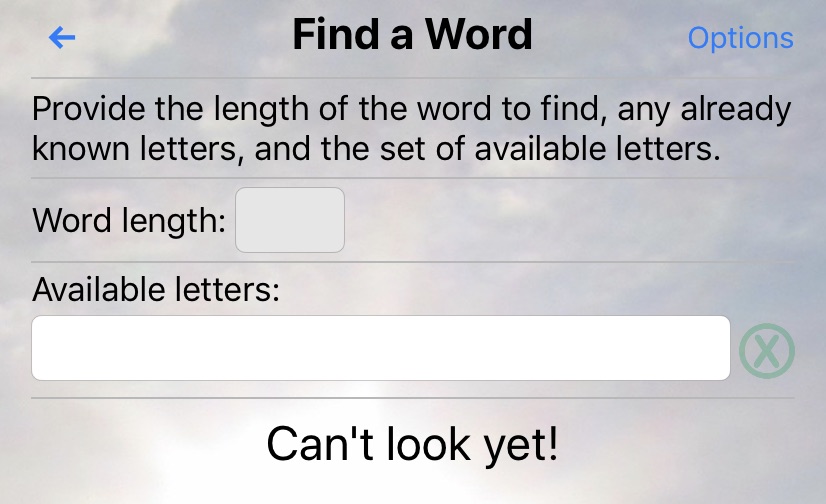 ← Find a Word Options
Provide the length of the word to find, any already
known letters, and the set of available letters.
Word length:
Available letters:
X
Can't look yet!